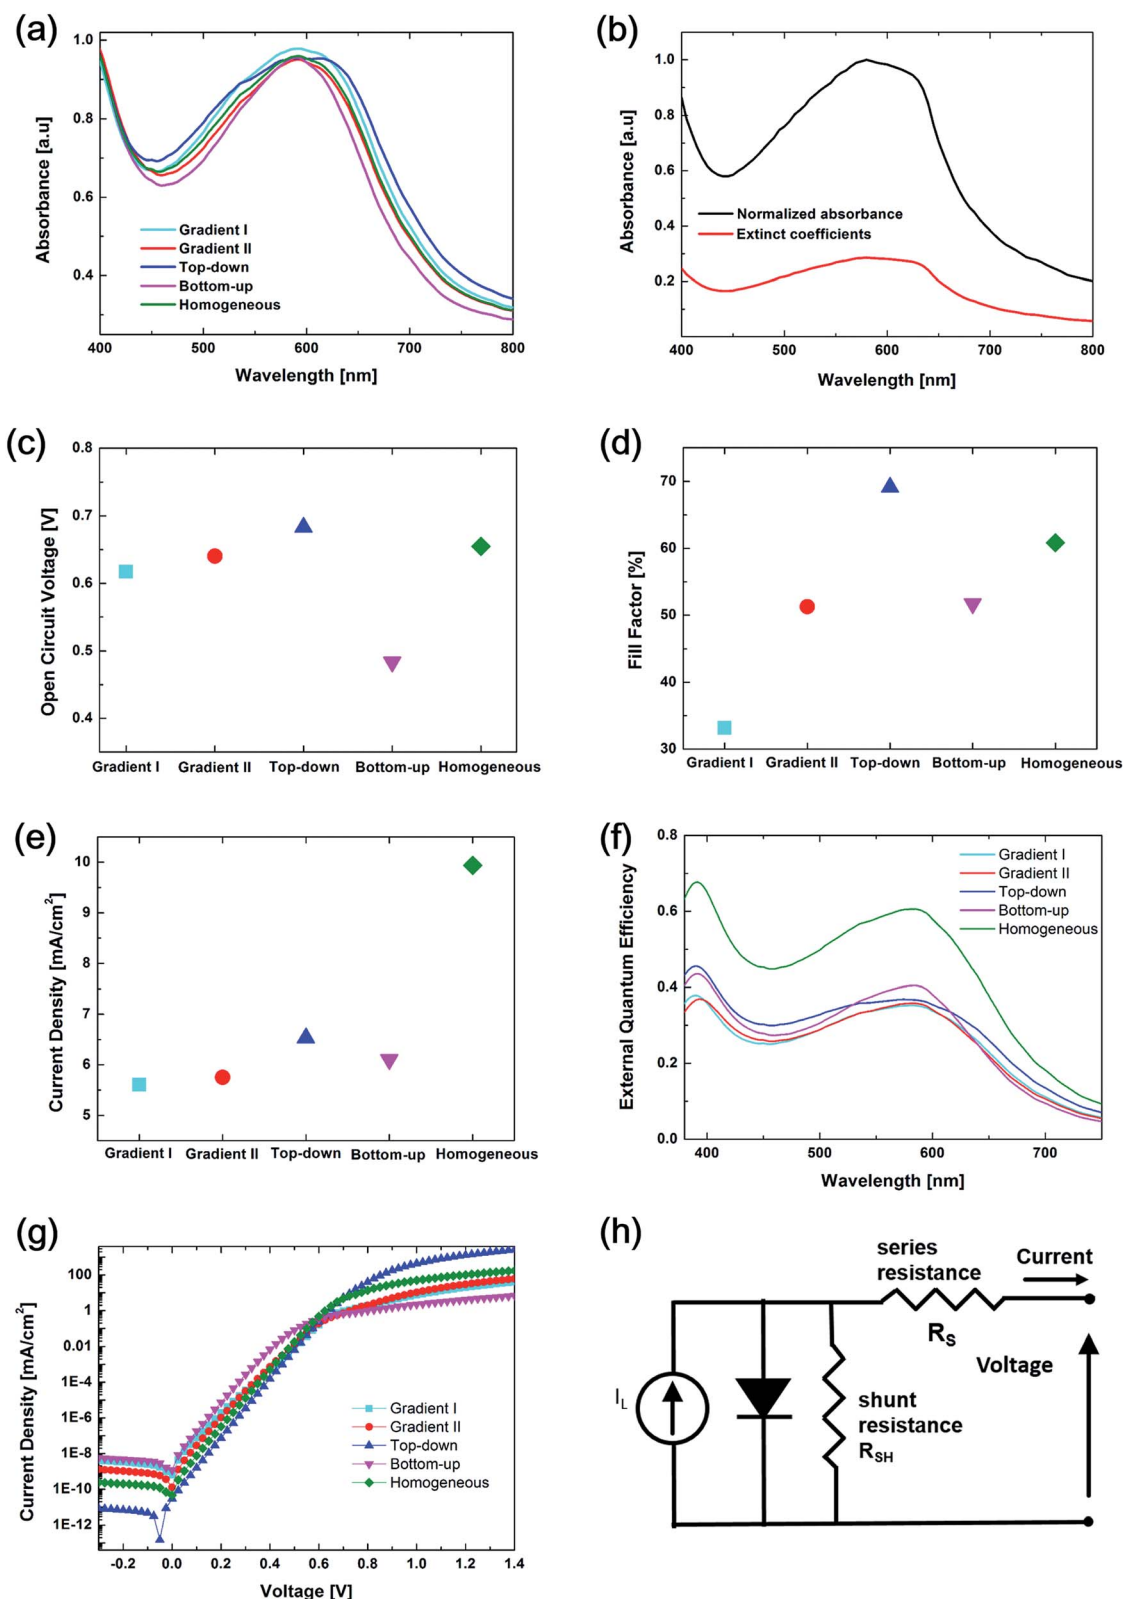 (a)
1.0
0.8
0.6
0.4
Absorbance [a.u]
Gradient I
Gradient II
Top-down
Bottom-up
Homogeneous
400 500 600 700 800
Wavelength [nm]
(b)
1.0
0.8
0.6
0.4
0.2
Absorbance [a.u]
Normalized absorbance
Extinct coefficients
400 500 600 700 800
Wavelength [nm]
(c)
0.8
0.7
0.6
0.5
0.4
Open Circuit Voltage [V]
Gradient I Gradient II Top-down Bottom-up Homogeneous
(d)
70
60
50
40
30
Fill Factor [%]
Gradient I Gradient II Top-down Bottom-up Homogeneous
(e)
10
9
8
7
6
5
Current Density [mA/cm²]
Gradient I Gradient II Top-down Bottom-up Homogeneous
(f)
0.8
0.6
0.4
0.2
0.0
External Quantum Efficiency
Gradient I
Gradient II
Top-down
Bottom-up
Homogeneous
400 500 600 700
Wavelength [nm]
(g)
100
1
0.01
1E-4
1E-6
1E-8
1E-10
1E-12
Current Density [mA/cm²]
Gradient I
Gradient II
Top-down
Bottom-up
Homogeneous
-0.2 0.0 0.2 0.4 0.6 0.8 1.0 1.2 1.4
Voltage [V]
(h)
series
resistance
Current
R_S
Voltage
I_L
shunt
resistance
R_SH